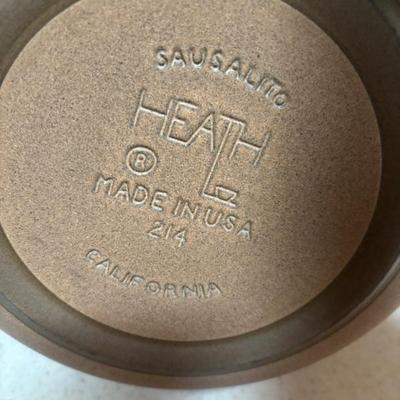 SAUSALITO
HEATH
®
MADE IN USA
214
CALIFORNIA